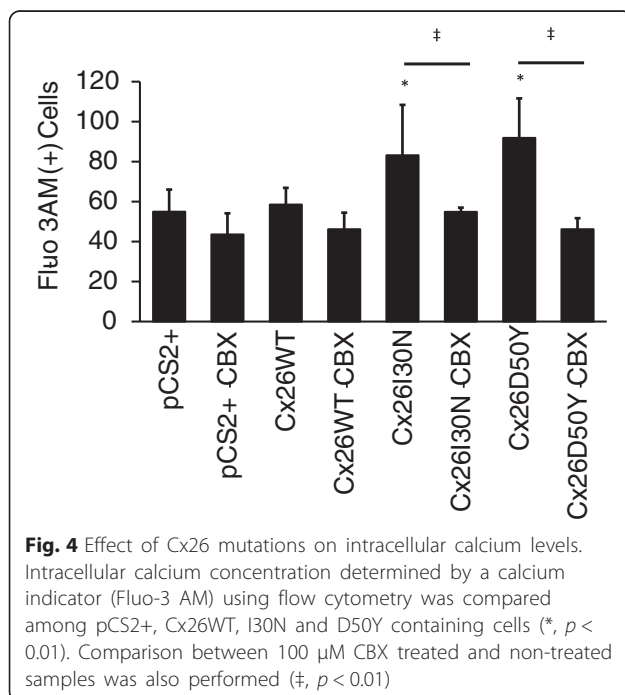 ‡ ‡
* *
120
100
80
60
40
20
0
Fluo 3AM (+) Cells
pCS2+
pCS2+ -CBX
Cx26WT
Cx26WT-CBX
Cx26I30N
Cx26I30N-CBX
Cx26D50Y
Cx26D50Y-CBX
Fig. 4 Effect of Cx26 mutations on intracellular calcium levels.
Intracellular calcium concentration determined by a calcium
indicator (Fluo-3 AM) using flow cytometry was compared
among pCS2+, Cx26WT, I30N and D50Y containing cells (*, p <
0.01). Comparison between 100 μM CBX treated and non-treated
samples was also performed (‡, p < 0.01)